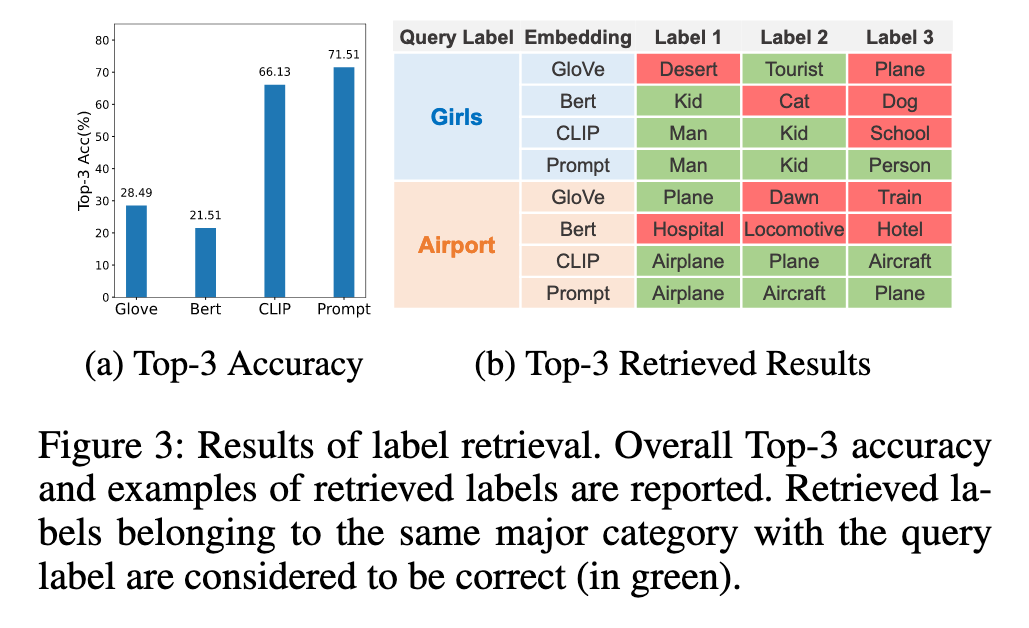 80
70
60
50
40
30
20
10
0
Top-3 Acc(%)
28.49
21.51
66.13
71.51
Glove Bert CLIP Prompt
(a) Top-3 Accuracy
Query Label Embedding Label 1 Label 2 Label 3
Girls
GloVe Desert Tourist Plane
Bert Kid Cat Dog
CLIP Man Kid School
Prompt Man Kid Person
Airport
GloVe Plane Dawn Train
Bert Hospital Locomotive Hotel
CLIP Airplane Plane Aircraft
Prompt Airplane Aircraft Plane
(b) Top-3 Retrieved Results
Figure 3: Results of label retrieval. Overall Top-3 accuracy
and examples of retrieved labels are reported. Retrieved la-
bels belonging to the same major category with the query
label are considered to be correct (in green).